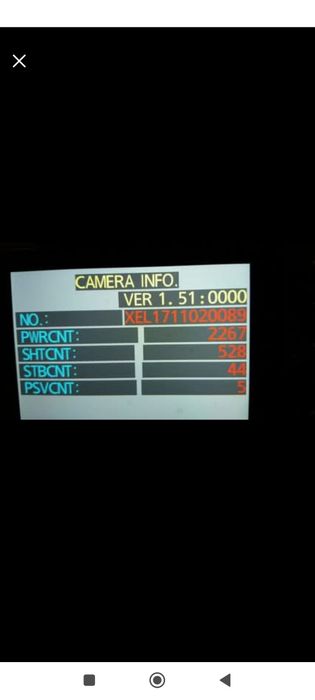 CAMERA INFO.
VER 1.51:0000
NO.: XEL1711020089
PWRCNT: 2267
SHTCNT: 528
STBCNT: 44
PSVCNT: 5